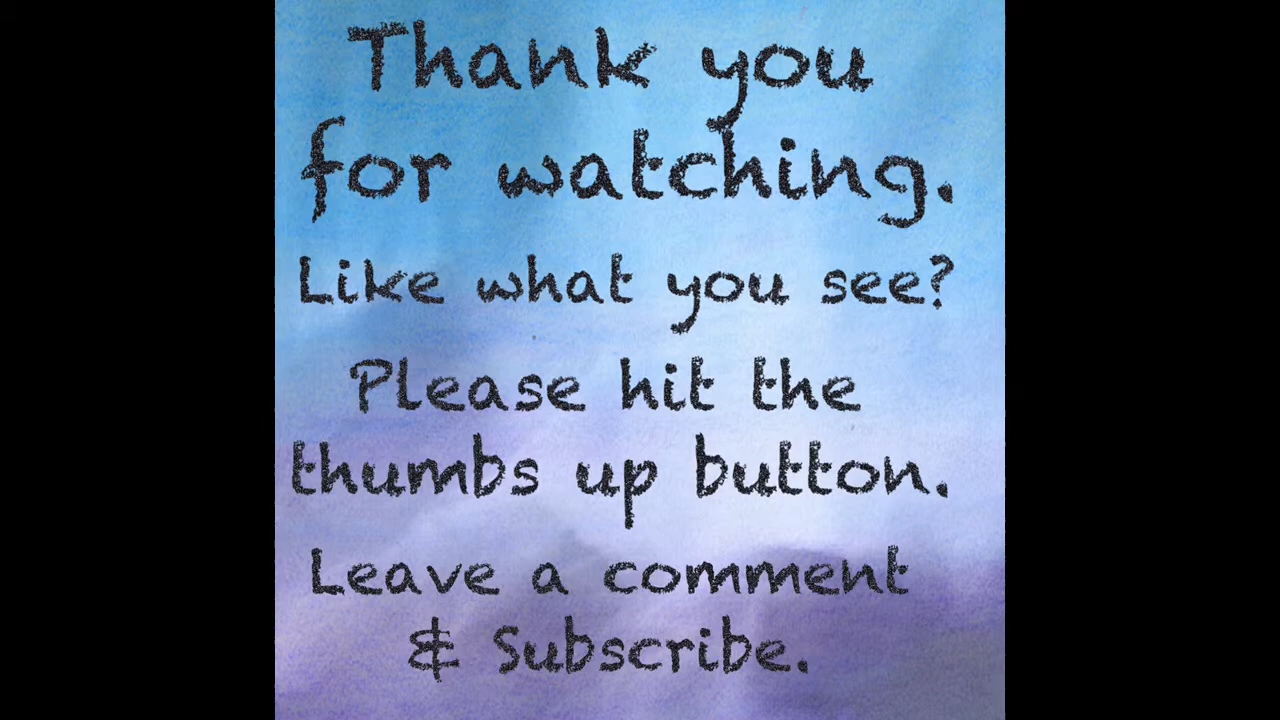 Thank you
for watching.
Like what you see?
Please hit the
thumbs up button.
Leave a comment
& Subscribe.